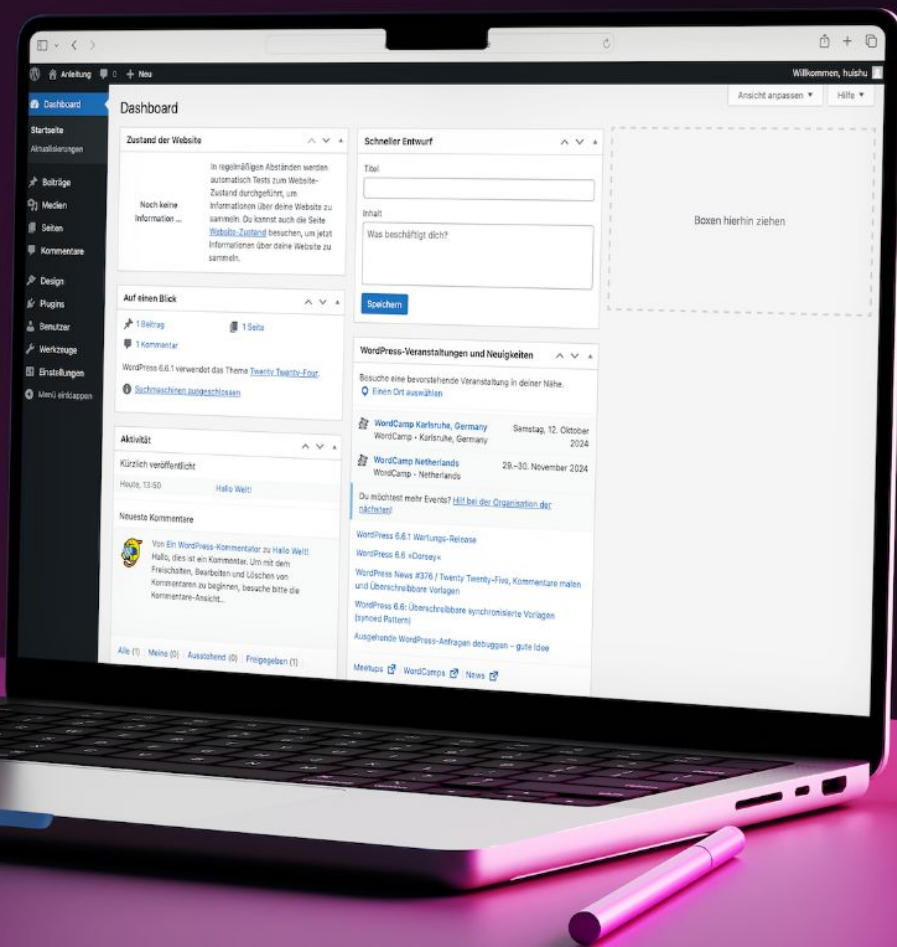 Anleitung 0 + Neu
Willkommen, huishu
Ansicht anpassen ▼
Hilfe ▼
Dashboard
Startseite
Aktualisierungen
Beiträge
Medien
Seiten
Kommentare
Design
Plugins
Benutzer
Werkzeuge
Einstellungen
Menü einklappen
Dashboard
Zustand der Website
Noch keine
Information ...
In regelmäßigen Abständen werden
automatisch Tests zum Website-
Zustand durchgeführt, um
Informationen über deine Website zu
sammeln. Du kannst auch die Seite
Website-Zustand besuchen, um jetzt
Informationen über deine Website zu
sammeln.
Auf einen Blick
1 Beitrag
1 Seite
1 Kommentar
WordPress 6.6.1 verwendet das Theme Twenty Twenty-Four.
Suchmaschinen ausgeschlossen
Aktivität
Kürzlich veröffentlicht
Heute, 13:50
Hallo Welt!
Neueste Kommentare
Von Ein WordPress-Kommentator zu Hallo Welt!
Hallo, dies ist ein Kommentar. Um mit dem
Freischalten, Bearbeiten und Löschen von
Kommentaren zu beginnen, besuche bitte die
Kommentare-Ansicht...
Alle (1) Meine (0) Ausstehend (0) Freigegeben (1)
Schneller Entwurf
Titel
Inhalt
Was beschäftigt dich?
Speichern
WordPress-Veranstaltungen und Neuigkeiten
Besuche eine bevorstehende Veranstaltung in deiner Nähe.
Einen Ort auswählen
WordCamp Karlsruhe, Germany
WordCamp • Karlsruhe, Germany
Samstag, 12. Oktober
2024
WordCamp Netherlands
WordCamp • Netherlands
29.–30. November 2024
Du möchtest mehr Events? Hilf bei der Organisation der
nächsten!
WordPress 6.6.1 Wartungs-Release
WordPress 6.6 »Dorsey«
WordPress News #376 / Twenty Twenty-Five, Kommentare malen
und Überschreibbare Vorlagen
WordPress 6.6: Überschreibbare synchronisierte Vorlagen
(synced Pattern)
Ausgehende WordPress-Anfragen debuggen – gute Idee
Meetups WordCamps News
Boxen hierhin ziehen